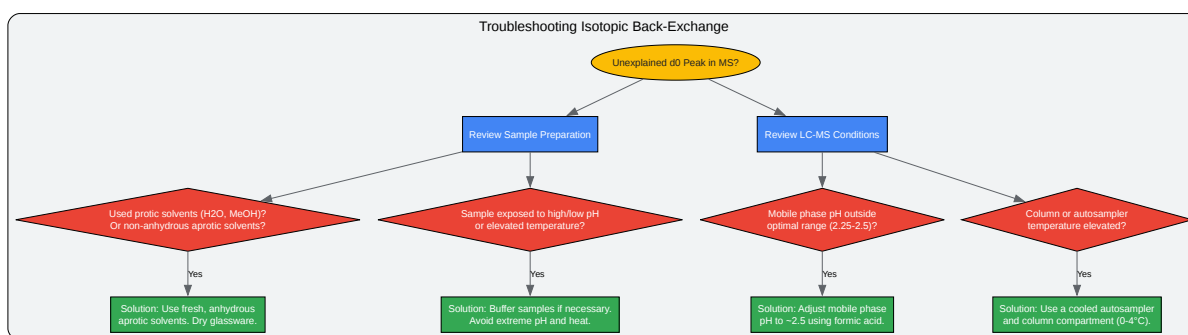 Troubleshooting Isotopic Back-Exchange
Unexplained d0 Peak in MS?
Review Sample Preparation
Review LC-MS Conditions
Used protic solvents (H2O, MeOH)?
Or non-anhydrous aprotic solvents?
Sample exposed to high/low pH
or elevated temperature?
Mobile phase pH outside
optimal range (2.25-2.5)?
Column or autosampler
temperature elevated?
Yes
Yes
Yes
Yes
Solution: Use fresh, anhydrous
aprotic solvents. Dry glassware.
Solution: Buffer samples if necessary.
Avoid extreme pH and heat.
Solution: Adjust mobile phase
pH to ~2.5 using formic acid.
Solution: Use a cooled autosampler
and column compartment (0-4°C).